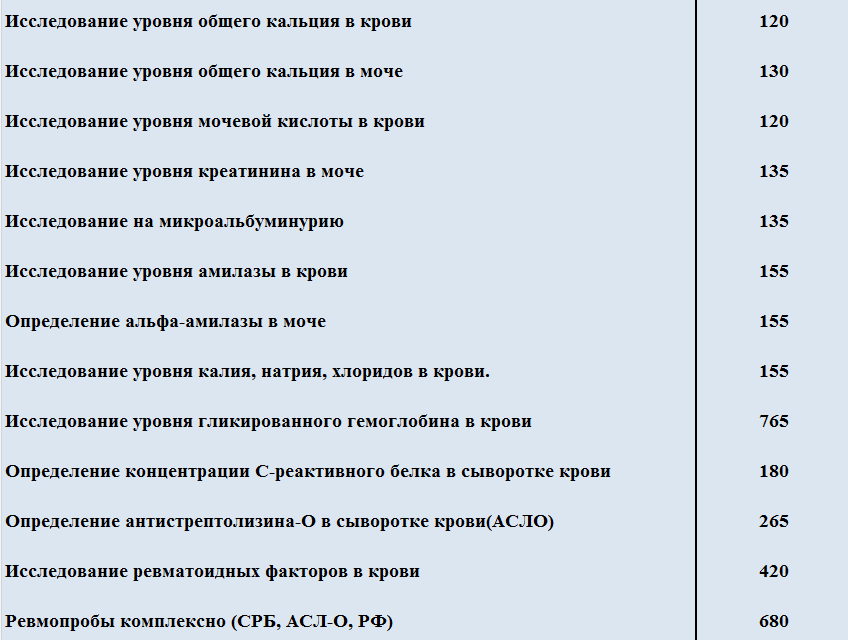 Исследование уровня общего кальция в крови 120
Исследование уровня общего кальция в моче 130
Исследование уровня мочевой кислоты в крови 120
Исследование уровня креатинина в моче 135
Исследование на микроальбуминурию 135
Исследование уровня амилазы в крови 155
Определение альфа-амилазы в моче 155
Исследование уровня калия, натрия, хлоридов в крови. 155
Исследование уровня гликированного гемоглобина в крови 765
Определение концентрации С-реактивного белка в сыворотке крови 180
Определение антистрептолизина-О в сыворотке крови(АСЛО) 265
Исследование ревматоидных факторов в крови 420
Ревмопробы комплексно (СРБ, АСЛ-О, РФ) 680